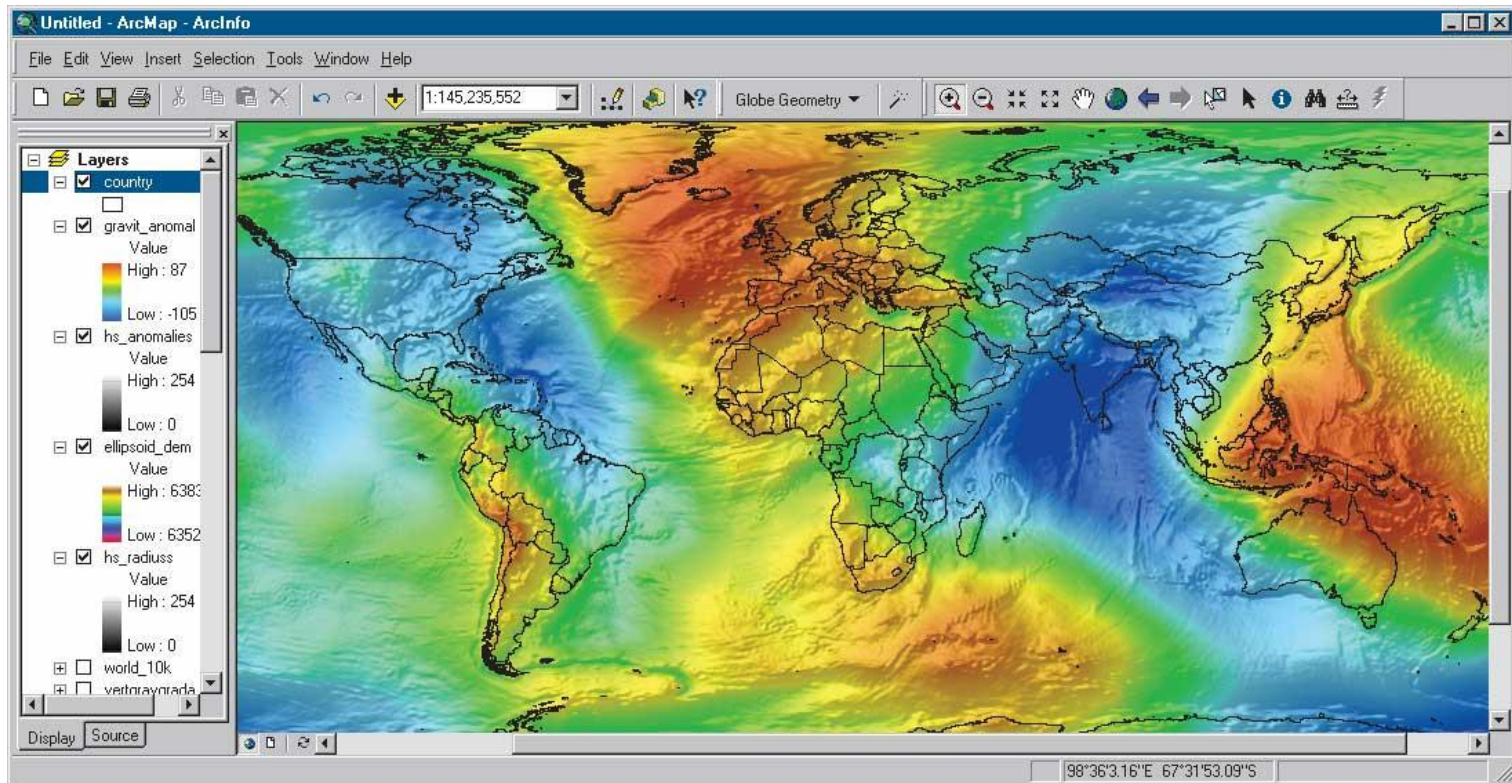 Untitled - ArcMap - ArcInfo
File Edit View Insert Selection Tools Window Help
1:145,235,552
Globe Geometry
Layers
country
gravit_anomal
Value
High : 87
Low : -105
hs_anomalies
Value
High : 254
Low : 0
ellipsoid_dem
Value
High : 6383
Low : 6352
hs_radiuss
Value
High : 254
Low : 0
world_10k
vertgravgrada
Display Source
98°36'3.16"E 67°31'53.09"S